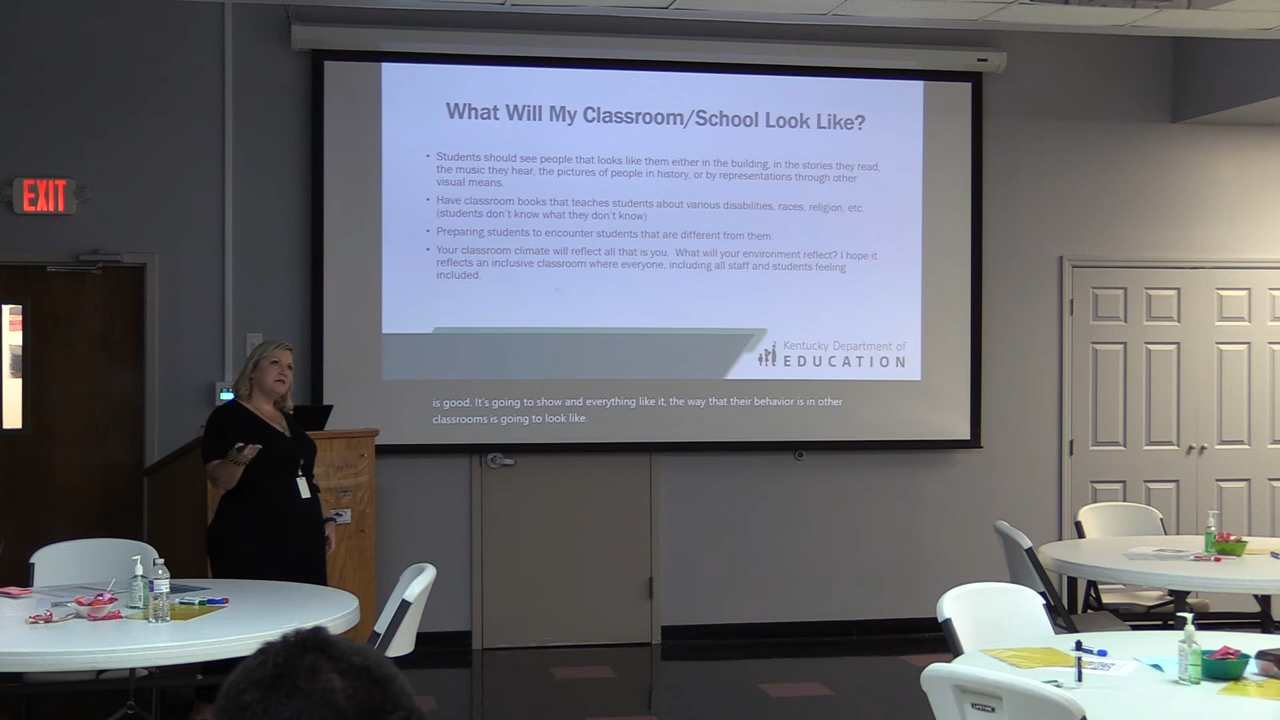 What Will My Classroom/School Look Like?
EXIT
• Students should see people that looks like them either in the building, in the stories they read,
the music they hear, the pictures of people in history, or by representations through other
visual means.
• Have classroom books that teaches students about various disabilities, races, religion, etc.
(students don't know what they don't know)
• Preparing students to encounter students that are different from them.
• Your classroom climate will reflect all that is you. What will your environment reflect? I hope it
reflects an inclusive classroom where everyone, including all staff and students feeling
included.
Kentucky Department of
EDUCATION
is good. It's going to show and everything like it, the way that their behavior is in other
classrooms is going to look like.